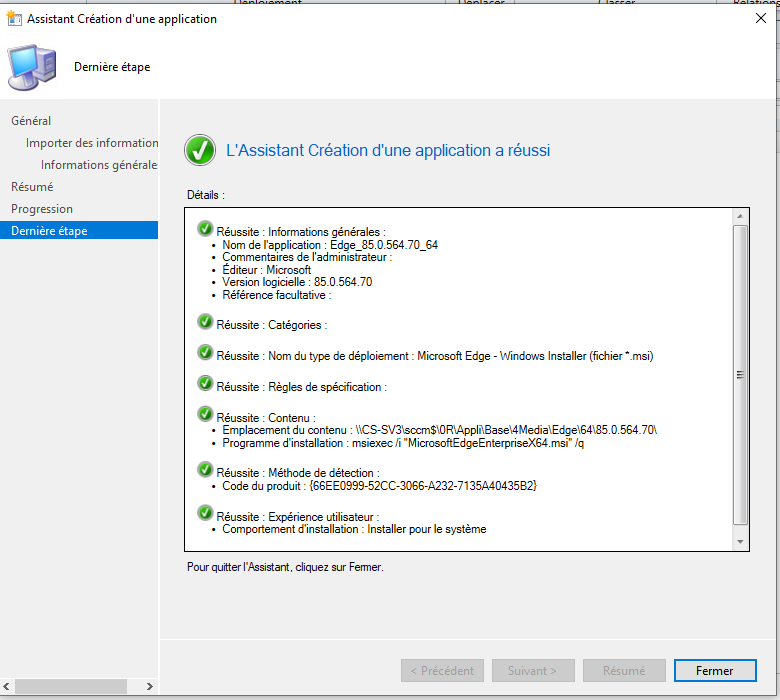 Déploiement
Déplacer
Classer
Relations
Assistant Création d'une application
Dernière étape
Général
Importer des information
Informations générale
Résumé
Progression
Dernière étape
L'Assistant Création d'une application a réussi
Détails :
Réussite : Informations générales :
• Nom de l'application : Edge_85.0.564.70_64
• Commentaires de l'administrateur :
• Éditeur : Microsoft
• Version logicielle : 85.0.564.70
• Référence facultative :
Réussite : Catégories :
Réussite : Nom du type de déploiement : Microsoft Edge - Windows Installer (fichier *.msi)
Réussite : Règles de spécification :
Réussite : Contenu :
• Emplacement du contenu : \\CS-SV3\sccm$\0R\Appli\Base\4Media\Edge\64\85.0.564.70\
• Programme d'installation : msiexec /i "MicrosoftEdgeEnterpriseX64.msi" /q
Réussite : Méthode de détection :
• Code du produit : {66EE0999-52CC-3066-A232-7135A40435B2}
Réussite : Expérience utilisateur :
• Comportement d'installation : Installer pour le système
Pour quitter l'Assistant, cliquez sur Fermer.
< Précédent
Suivant >
Résumé
Fermer